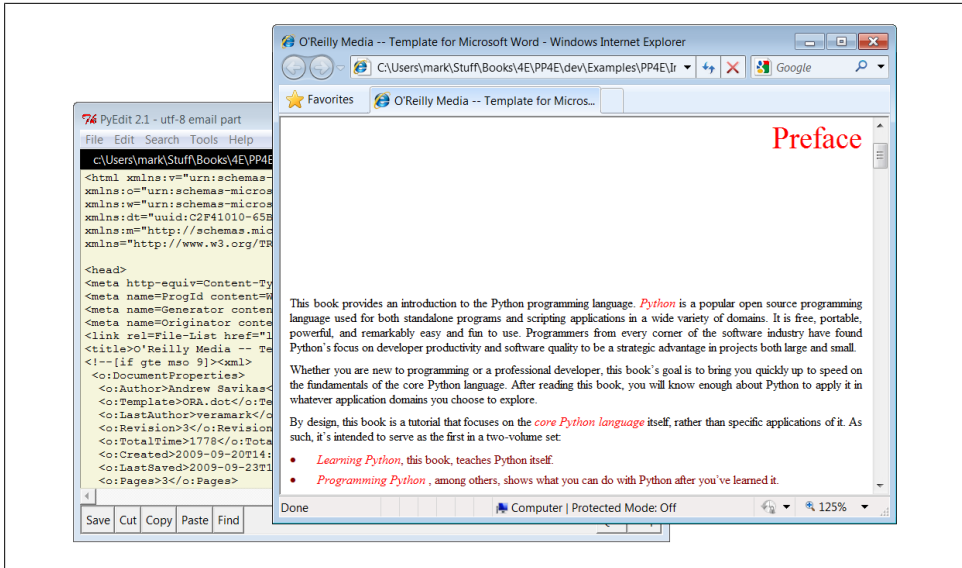 O'Reilly Media -- Template for Microsoft Word - Windows Internet Explorer
C:\Users\mark\Stuff\Books\4E\PP4E\dev\Examples\PP4E\Ir
Google
Favorites
O'Reilly Media -- Template for Micros...
Preface
This book provides an introduction to the Python programming language. Python is a popular open source programming
language used for both standalone programs and scripting applications in a wide variety of domains. It is free, portable,
powerful, and remarkably easy and fun to use. Programmers from every corner of the software industry have found
Python's focus on developer productivity and software quality to be a strategic advantage in projects both large and small.
Whether you are new to programming or a professional developer, this book's goal is to bring you quickly up to speed on
the fundamentals of the core Python language. After reading this book, you will know enough about Python to apply it in
whatever application domains you choose to explore.
By design, this book is a tutorial that focuses on the core Python language itself, rather than specific applications of it. As
such, it's intended to serve as the first in a two-volume set:
• Learning Python, this book, teaches Python itself.
• Programming Python , among others, shows what you can do with Python after you've learned it.
Done
Computer | Protected Mode: Off
125%
PyEdit 2.1 - utf-8 email part
File Edit Search Tools Help
c:\Users\mark\Stuff\Books\4E\PP4E
<html xmlns:v="urn:schemas-
xmlns:o="urn:schemas-micros
xmlns:w="urn:schemas-micros
xmlns:dt="uuid:C2F41010-65B
xmlns:m="http://schemas.mic
xmlns="http://www.w3.org/TR
<head>
<meta http-equiv=Content-Ty
<meta name=ProgId content=W
<meta name=Generator conten
<meta name=Originator conte
<link rel=File-List href="l
<title>O'Reilly Media -- Te
<!--[if gte mso 9]><xml>
<o:DocumentProperties>
<o:Author>Andrew Savikas<
<o:Template>ORA.dot</o:Te
<o:LastAuthor>veramark</o
<o:Revision>3</o:Revision
<o:TotalTime>1778</o:Tota
<o:Created>2009-09-20T14:
<o:LastSaved>2009-09-23T1
<o:Pages>3</o:Pages>
Save Cut Copy Paste Find